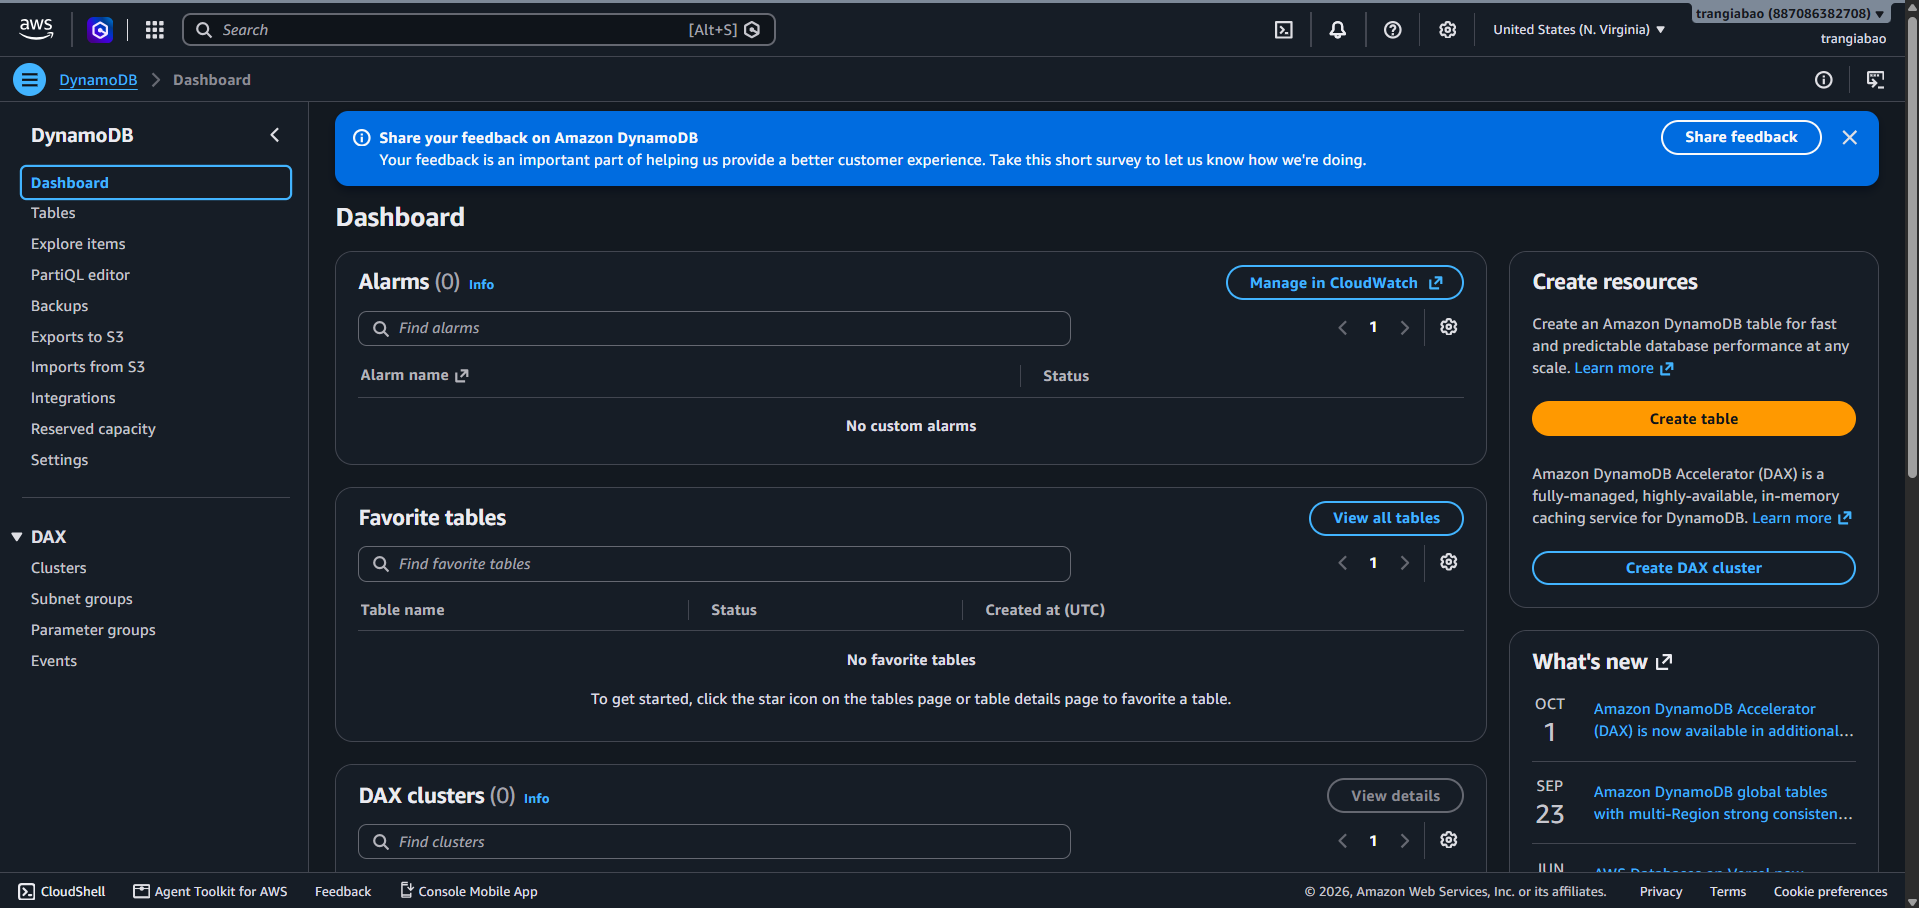 aws
Search
[Alt+S]
United States (N. Virginia)
trangiabao (887086382708)
trangiabao
DynamoDB
Dashboard
DynamoDB
Dashboard
Tables
Explore items
PartiQL editor
Backups
Exports to S3
Imports from S3
Integrations
Reserved capacity
Settings
DAX
Clusters
Subnet groups
Parameter groups
Events
Share your feedback on Amazon DynamoDB
Your feedback is an important part of helping us provide a better customer experience. Take this short survey to let us know how we're doing.
Share feedback
Dashboard
Alarms (0) Info
Manage in CloudWatch
Find alarms
1
Alarm name
Status
No custom alarms
Favorite tables
View all tables
Find favorite tables
1
Table name
Status
Created at (UTC)
No favorite tables
To get started, click the star icon on the tables page or table details page to favorite a table.
DAX clusters (0) Info
View details
Find clusters
1
Create resources
Create an Amazon DynamoDB table for fast
and predictable database performance at any
scale. Learn more
Create table
Amazon DynamoDB Accelerator (DAX) is a
fully-managed, highly-available, in-memory
caching service for DynamoDB. Learn more
Create DAX cluster
What's new
OCT
1
Amazon DynamoDB Accelerator
(DAX) is now available in additional...
SEP
23
Amazon DynamoDB global tables
with multi-Region strong consisten...
JUN
AWS Databases on Vercel now
CloudShell
Agent Toolkit for AWS
Feedback
Console Mobile App
© 2026, Amazon Web Services, Inc. or its affiliates.
Privacy
Terms
Cookie preferences